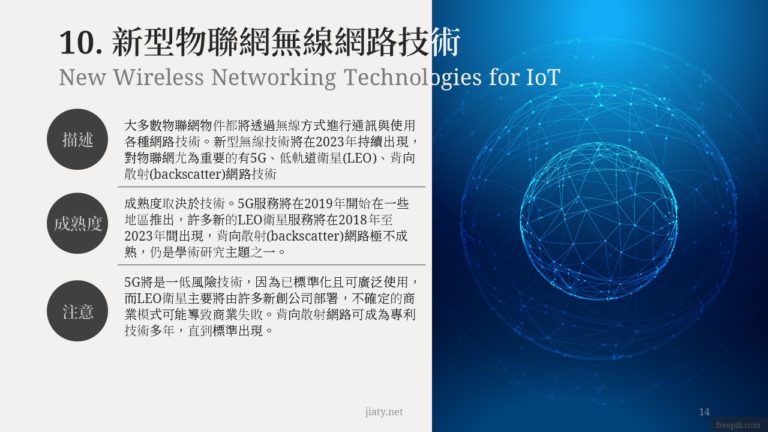 10. 新型物聯網無線網路技術
New Wireless Networking Technologies for IoT
描述
大多數物聯網物件都將透過無線方式進行通訊與使用
各種網路技術。新型無線技術將在2023年持續出現，
對物聯網尤為重要的有5G、低軌道衛星(LEO)、背向
散射(backscatter)網路技術
成熟度
成熟度取決於技術。5G服務將在2019年開始在一些
地區推出，許多新的LEO衛星服務將在2018年至
2023年間出現，背向散射(backscatter)網路極不成
熟，仍是學術研究主題之一。
注意
5G將是一低風險技術，因為已標準化且可廣泛使用，
而LEO衛星主要將由許多新創公司部署，不確定的商
業模式可能導致商業失敗。背向散射網路可成為專利
技術多年，直到標準出現。
jiaty.net
14
freepik.com